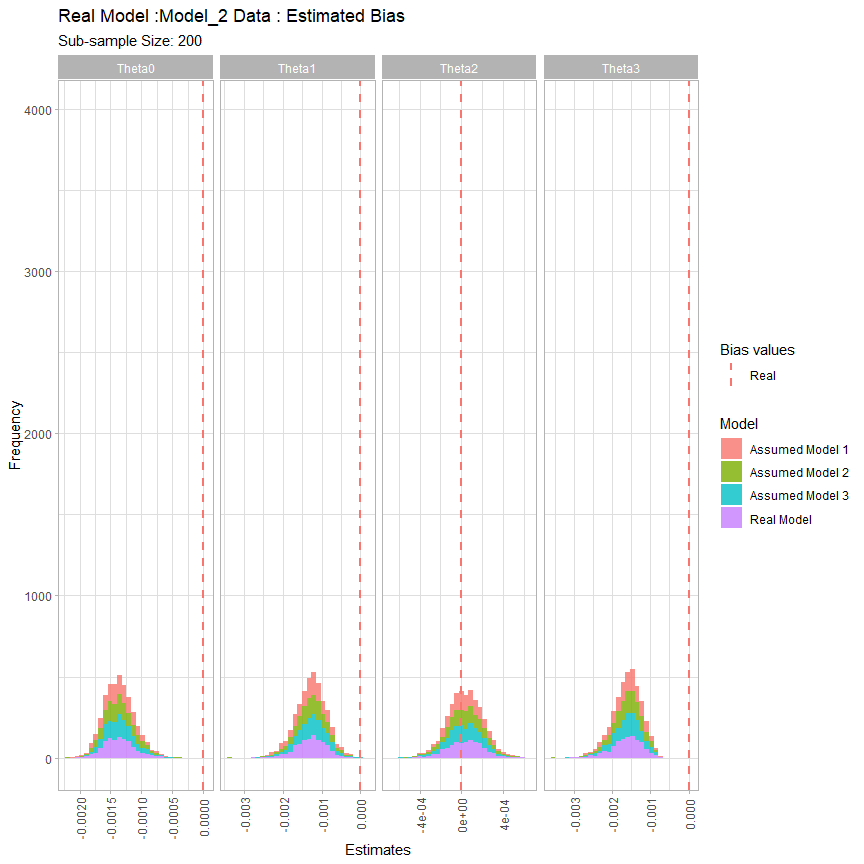 Real Model :Model_2 Data : Estimated Bias
Sub-sample Size: 200
Theta0
Theta1
Theta2
Theta3
4000
3000
2000
1000
0
Frequency
-0.0020
-0.0015
-0.0010
-0.0005
0.0000
-0.003
-0.002
-0.001
0.000
-4e-04
0e+00
4e-04
-0.003
-0.002
-0.001
0.000
Estimates
Bias values
Real
Model
Assumed Model 1
Assumed Model 2
Assumed Model 3
Real Model